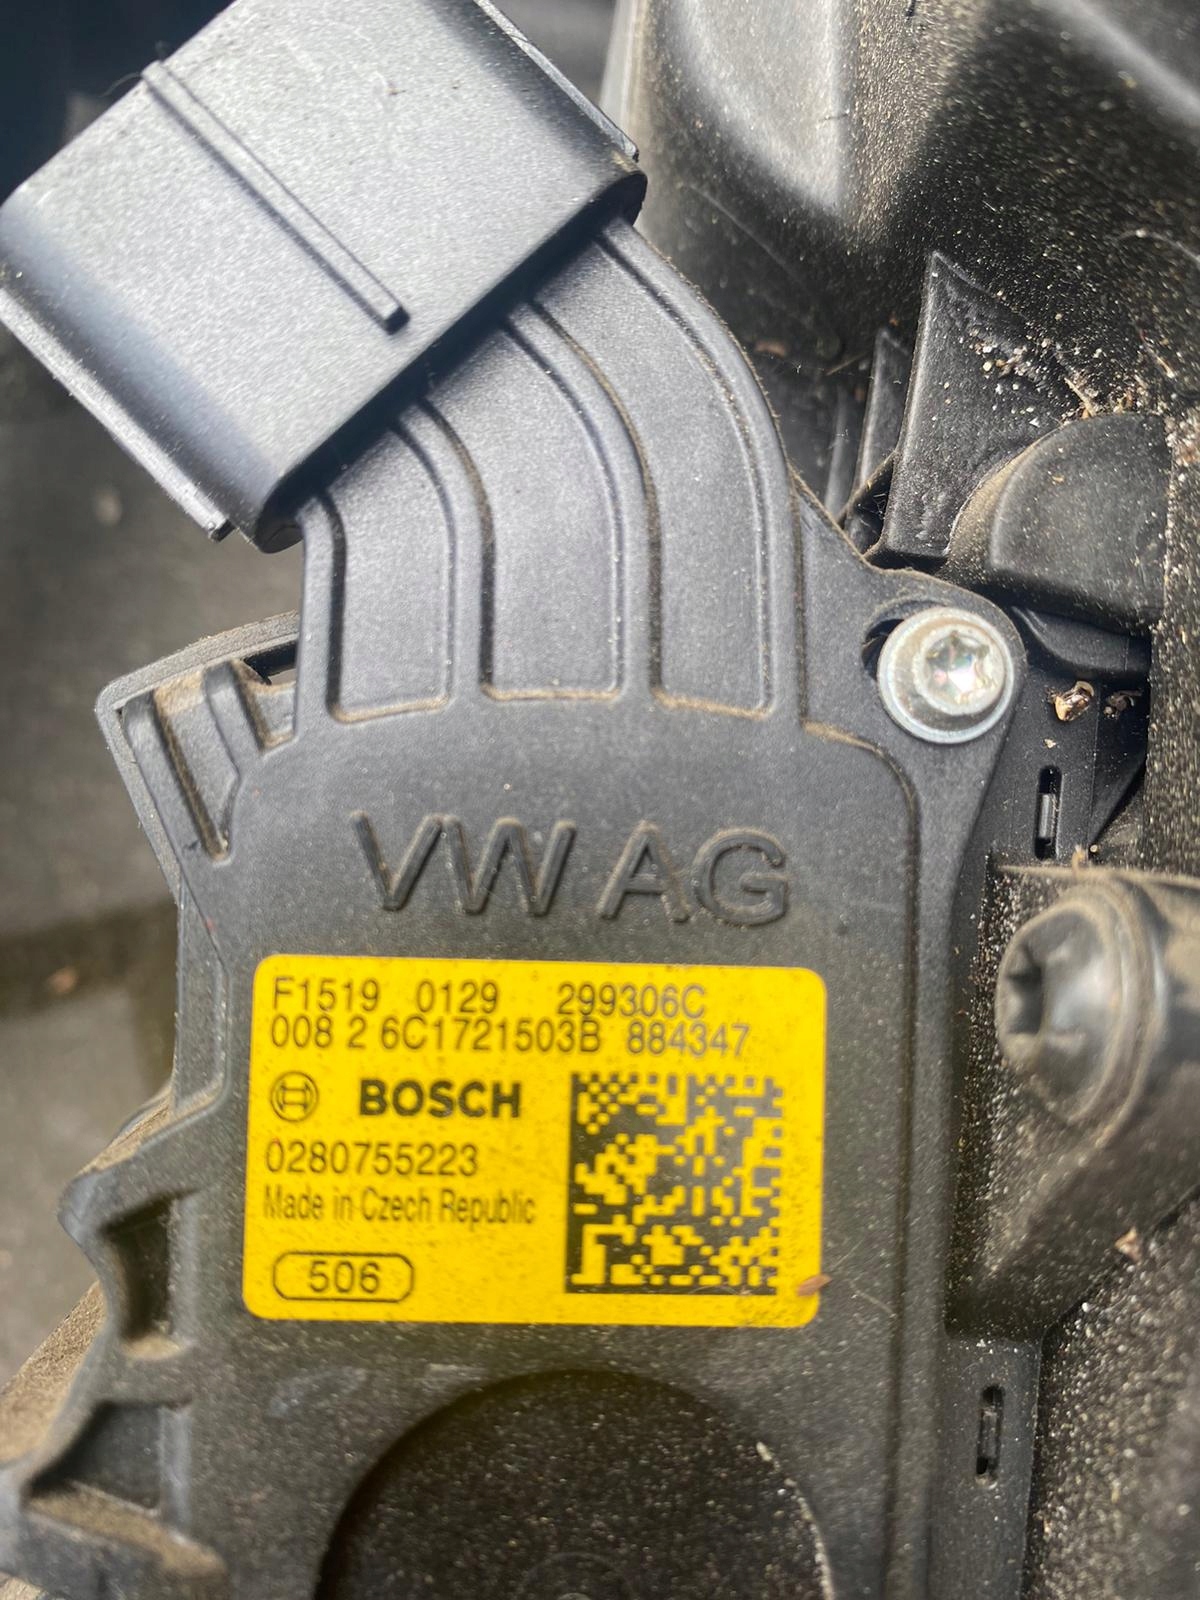 VW AG
F1519 0129 299306C
008 2 6C1721503B 884347
BOSCH
0280755223
Made in Czech Republic
506